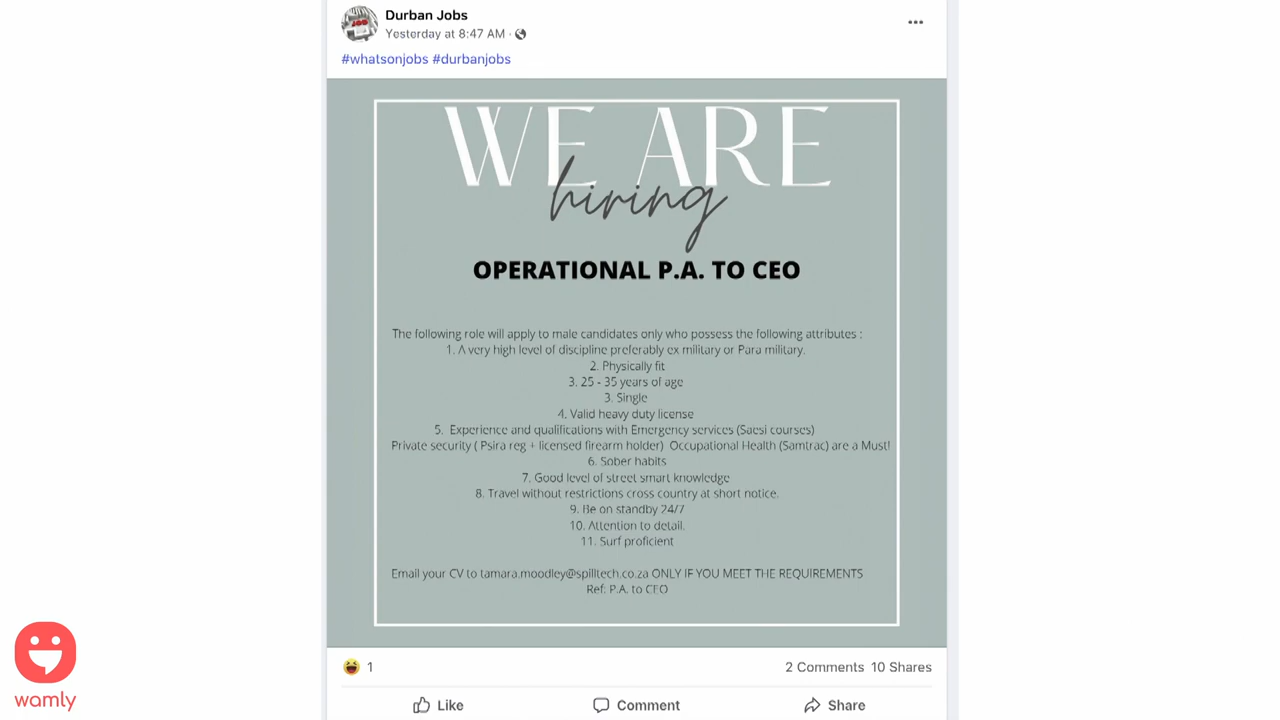 Durban Jobs
Yesterday at 8:47 AM ·
#whatsonjobs #durbanjobs
WE ARE
hiring
OPERATIONAL P.A. TO CEO
The following role will apply to male candidates only who possess the following attributes :
1. A very high level of discipline preferably ex military or Para military.
2. Physically fit
3. 25 - 35 years of age
3. Single
4. Valid heavy duty license
5. Experience and qualifications with Emergency services (Saesi courses)
Private security ( Psira reg + licensed firearm holder) Occupational Health (Samtrac) are a Must!
6. Sober habits
7. Good level of street smart knowledge
8. Travel without restrictions cross country at short notice.
9. Be on standby 24/7
10. Attention to detail.
11. Surf proficient
Email your CV to tamara.moodley@spilltech.co.za ONLY IF YOU MEET THE REQUIREMENTS
Ref: P.A. to CEO
1
2 Comments 10 Shares
Like Comment Share
wamly